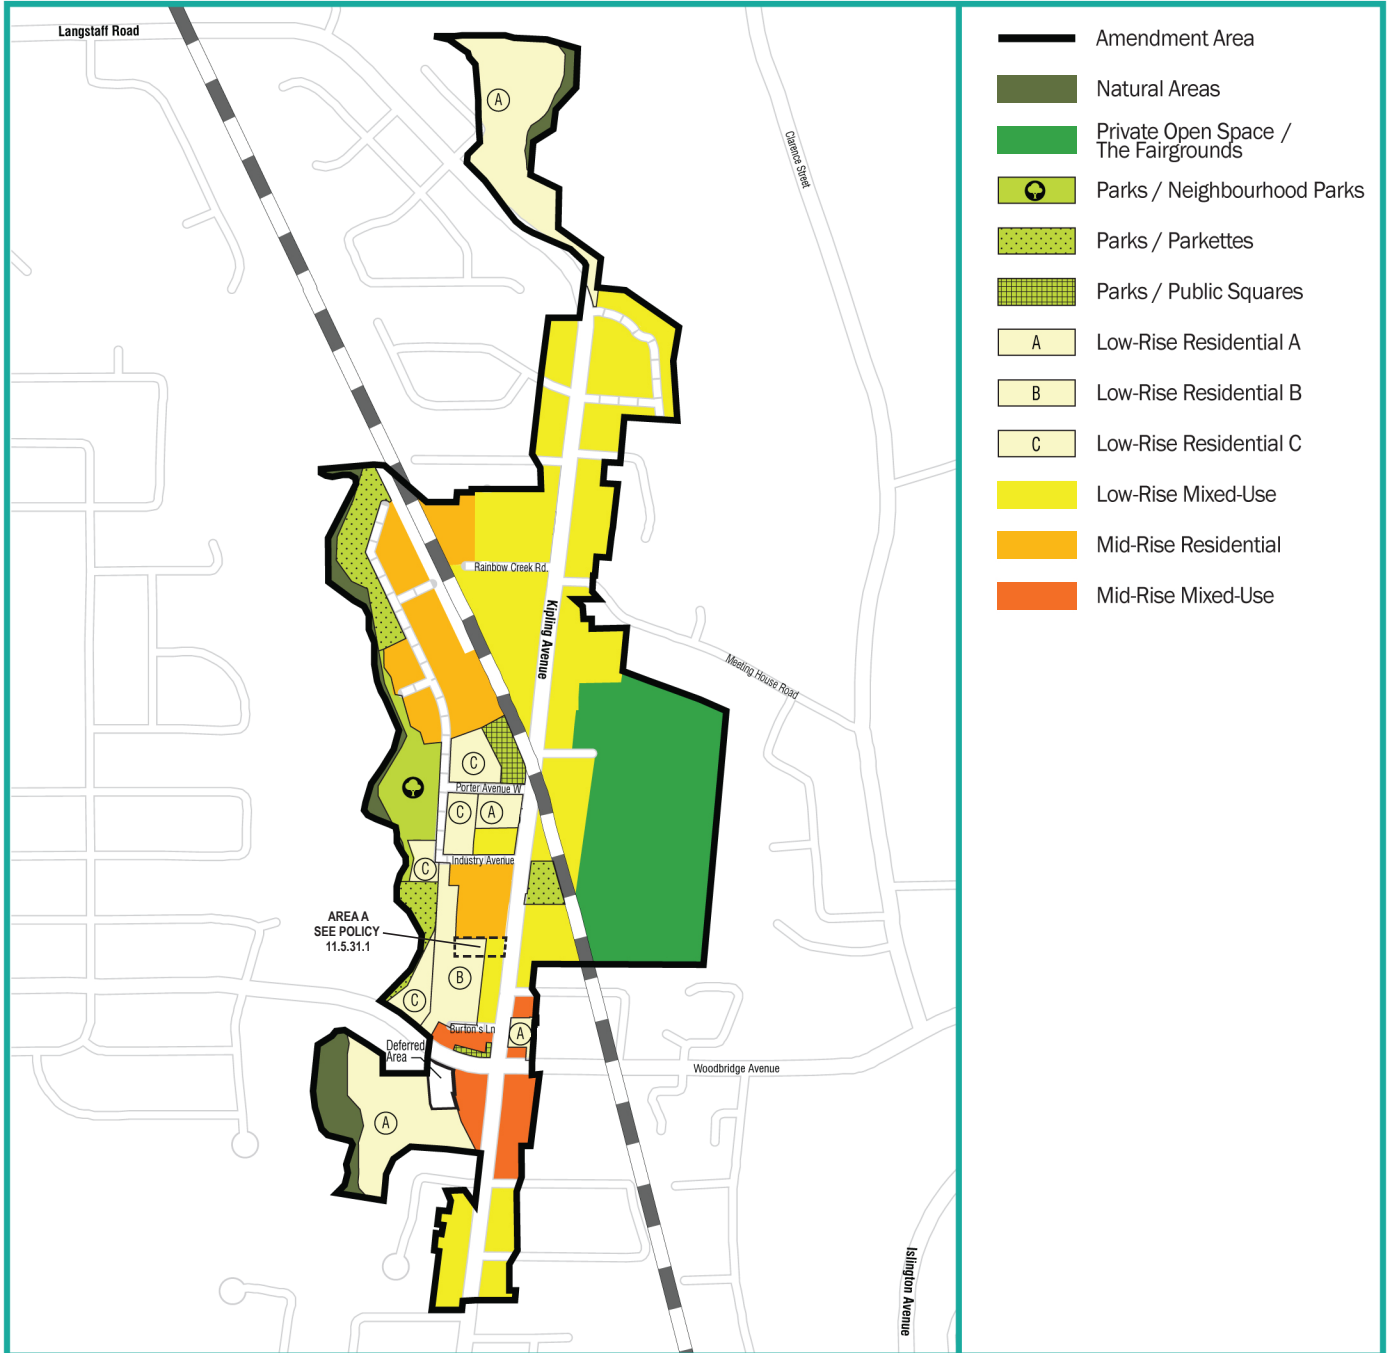 Langstaff Road
A
Clarence Street
Rainbow Creek Rd.
Kipling Avenue
Meeting House Road
C
Porter Avenue W
C
A
Industry Avenue
C
AREA A
SEE POLICY
11.5.31.1
B
C
Burton's Ln
A
Deferred
Area
Woodbridge Avenue
A
Islington Avenue
Amendment Area
Natural Areas
Private Open Space /
The Fairgrounds
Parks / Neighbourhood Parks
Parks / Parkettes
Parks / Public Squares
A Low-Rise Residential A
B Low-Rise Residential B
C Low-Rise Residential C
Low-Rise Mixed-Use
Mid-Rise Residential
Mid-Rise Mixed-Use